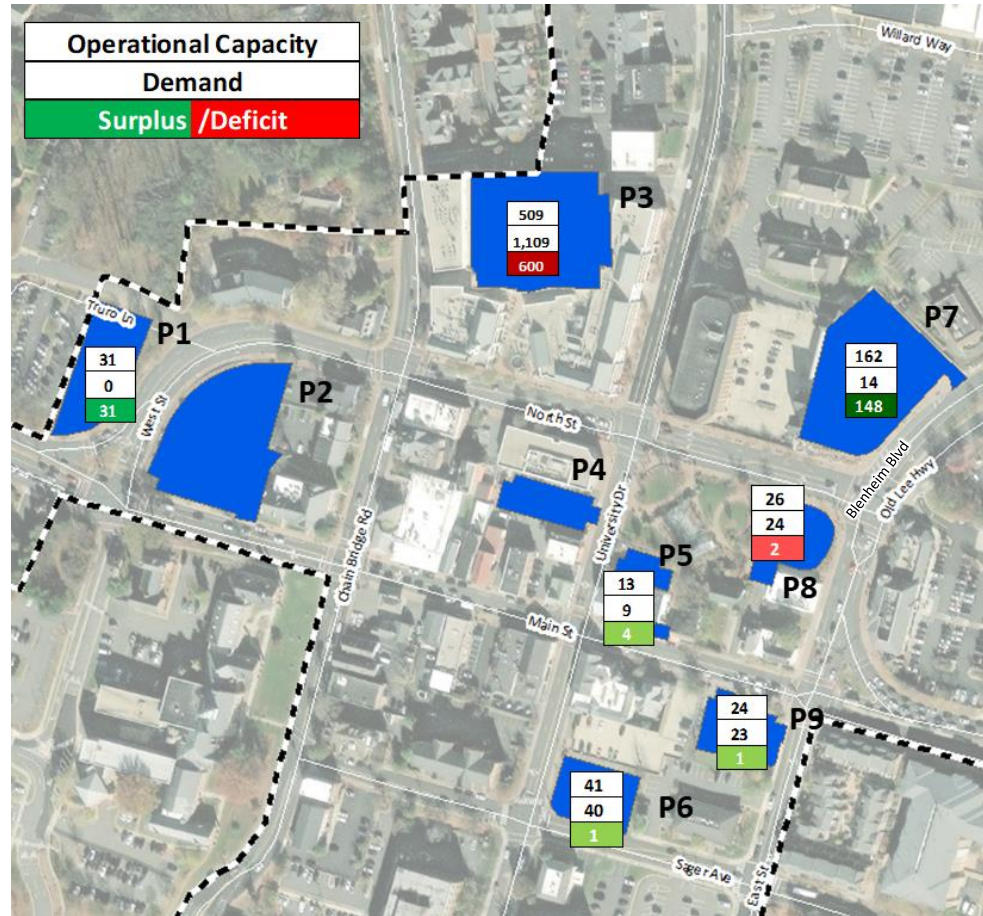 Operational Capacity
Demand
Surplus /Deficit
Willard Way
P3
509
1,109
600
Truro Ln
P1
31
0
31
P7
162
14
148
P2
West St
North St
Blenheim Blvd
Old Lee Hwy
P4
University Dr
26
24
2
P8
Chain Bridge Rd
P5
13
9
4
Main St
24
23
1
P9
41
40
1
P6
Sager Ave
East St